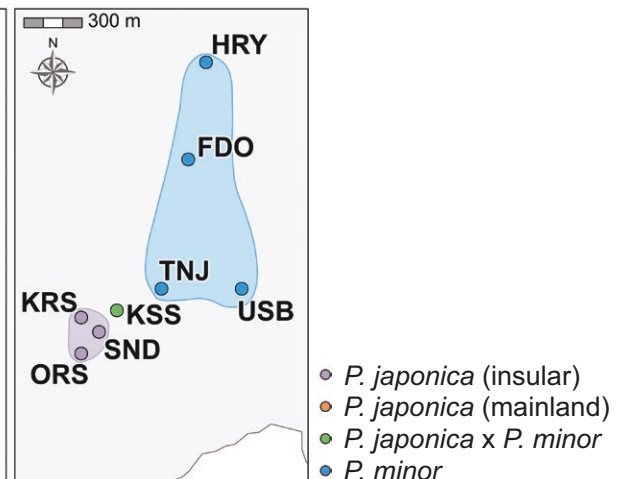 300 m
N
HRY
FDO
TNJ
USB
KRS
KSS
SND
ORS
P. japonica (insular)
P. japonica (mainland)
P. japonica x P. minor
P. minor